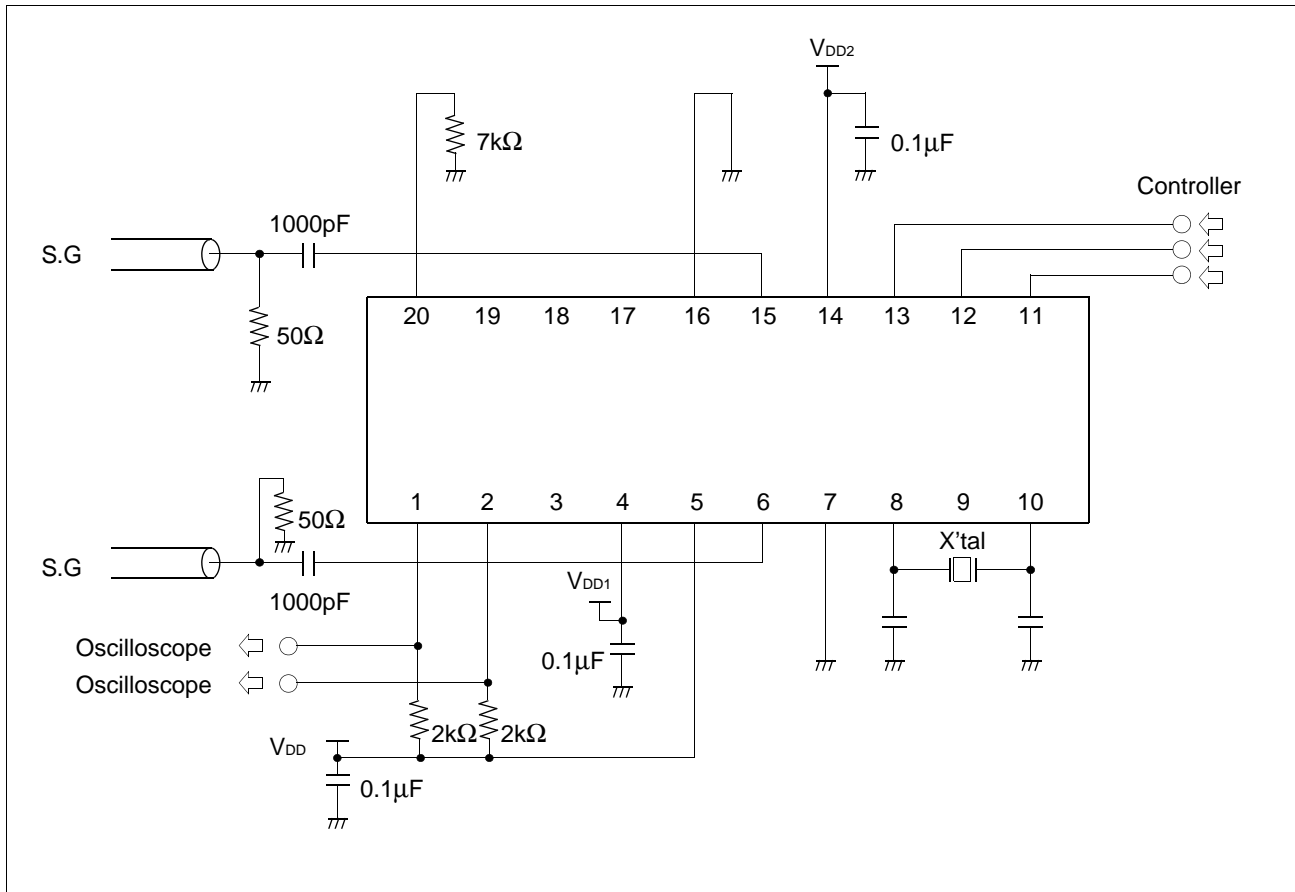 VDD2
7kΩ
0.1μF
Controller
1000pF
S.G
50Ω
20 19 18 17 16 15 14 13 12 11
1 2 3 4 5 6 7 8 9 10
50Ω
X'tal
S.G
1000pF
VDD1
Oscilloscope
0.1μF
Oscilloscope
2kΩ 2kΩ
VDD
0.1μF